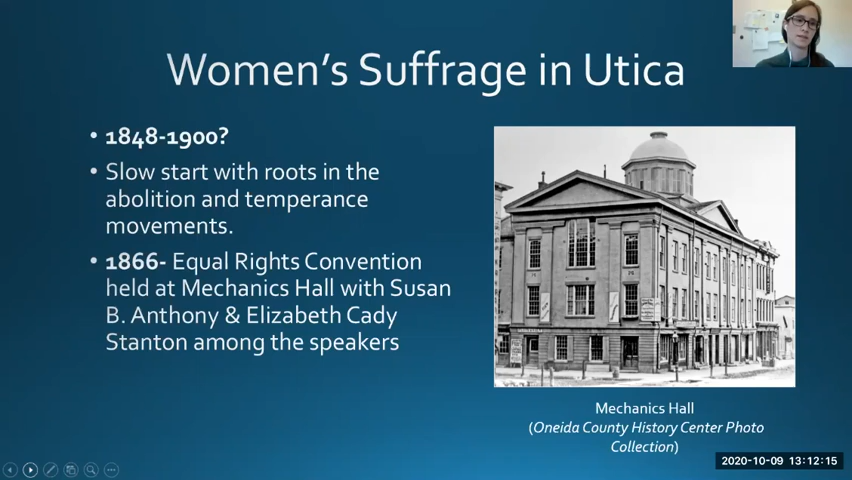 Women's Suffrage in Utica
• 1848-1900?
• Slow start with roots in the
abolition and temperance
movements.
• 1866- Equal Rights Convention
held at Mechanics Hall with Susan
B. Anthony & Elizabeth Cady
Stanton among the speakers
Mechanics Hall
(Oneida County History Center Photo
Collection)
2020-10-09 13:12:15